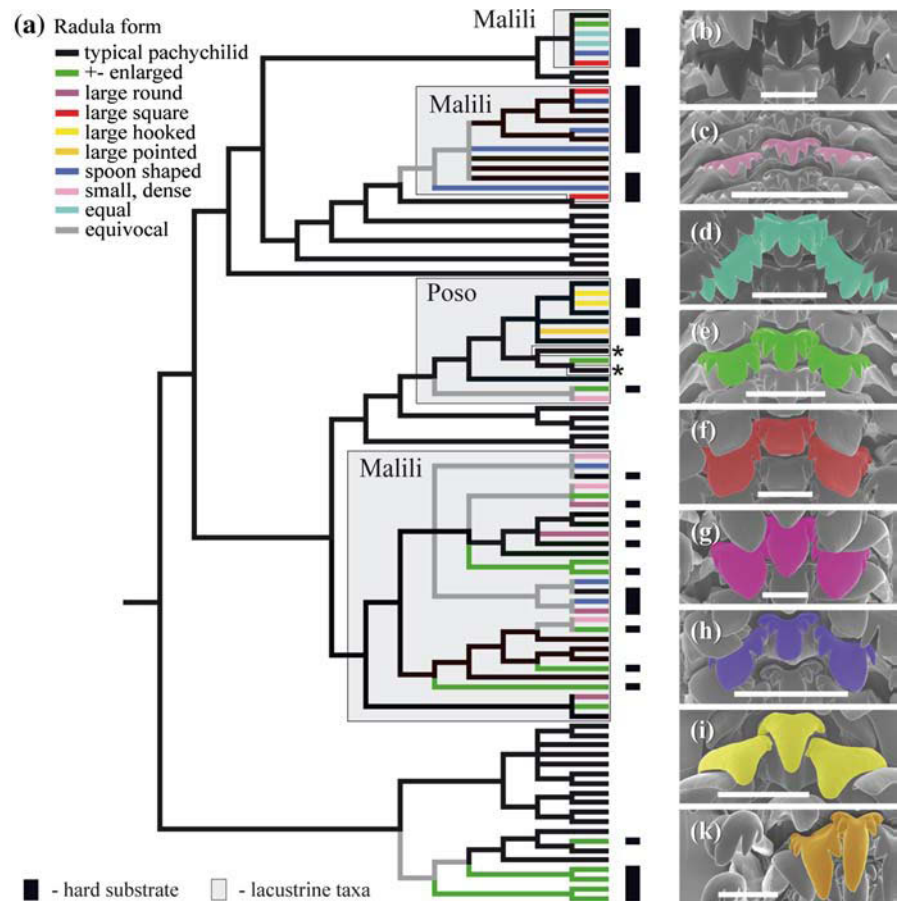 (a) Radula form
typical pachychilid
+- enlarged
large round
large square
large hooked
large pointed
spoon shaped
small, dense
equal
equivocal
Malili
Malili
Poso
*
*
Malili
- hard substrate
- lacustrine taxa
(b)
(c)
(d)
(e)
(f)
(g)
(h)
(i)
(k)